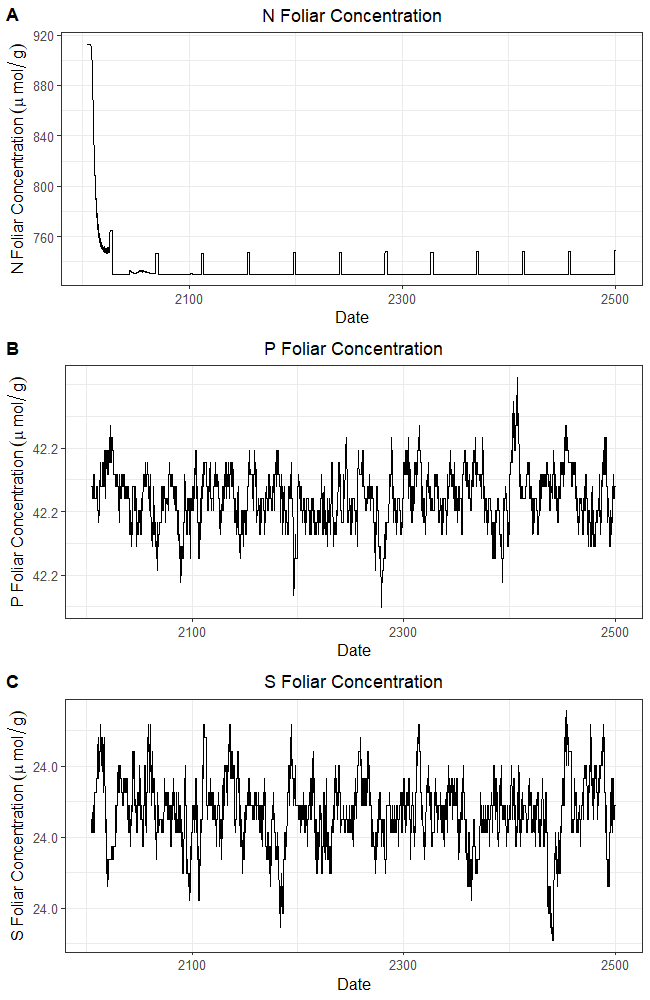 A
N Foliar Concentration
N Foliar Concentration (μ mol/g)
920
880
840
800
760
2100
2300
2500
Date
B
P Foliar Concentration
P Foliar Concentration (μ mol/g)
42.2
42.2
42.2
2100
2300
2500
Date
C
S Foliar Concentration
S Foliar Concentration (μ mol/g)
24.0
24.0
24.0
2100
2300
2500
Date